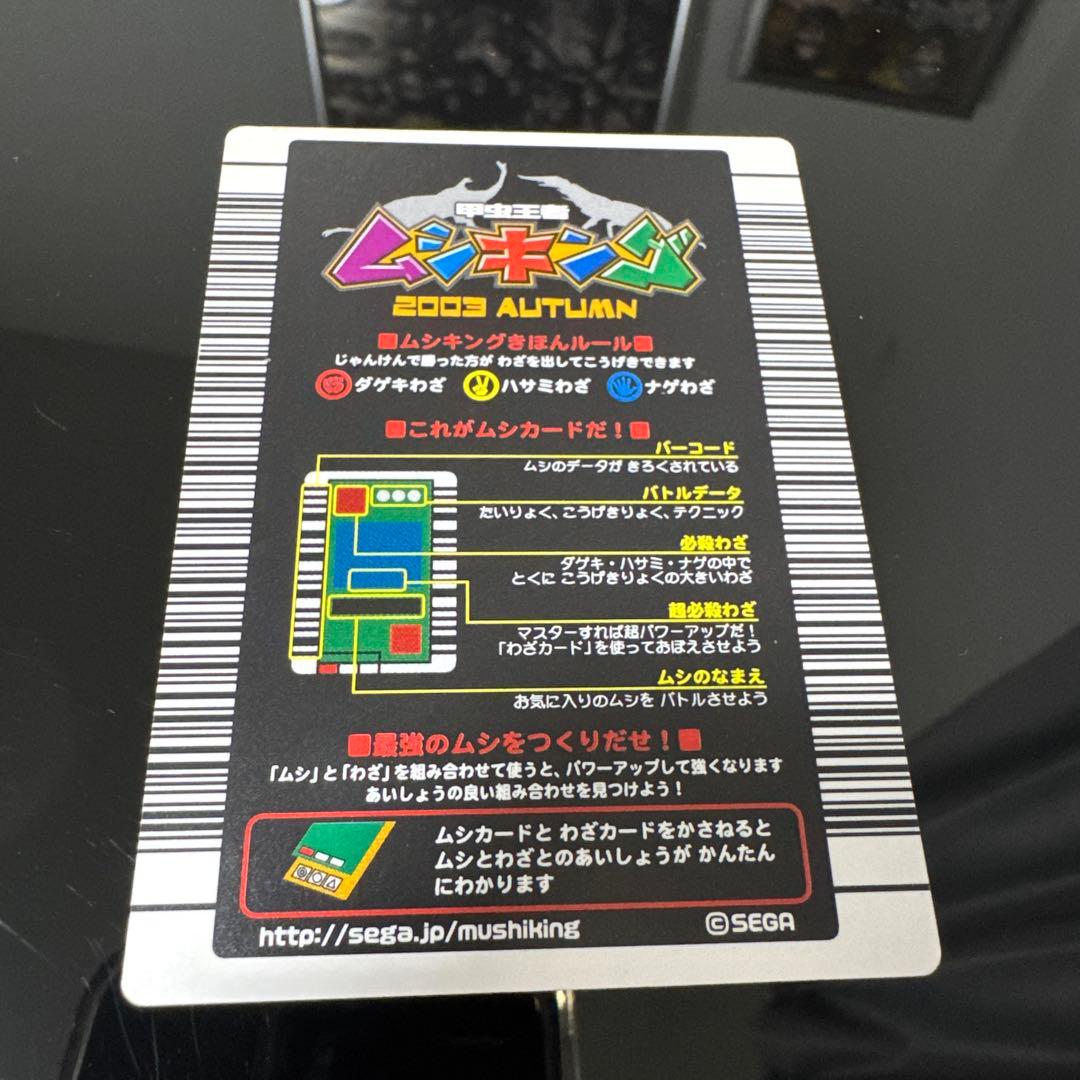 甲虫王者
ムシキング
2003 AUTUMN
■ムシキングきほんルール■
じゃんけんで勝った方が わざを出してこうげきできます
ダゲキわざ ハサミわざ ナゲわざ
■これがムシカードだ！■
バーコード
ムシのデータが きろくされている
バトルデータ
たいりょく、こうげきりょく、テクニック
必殺わざ
ダゲキ・ハサミ・ナゲの中で
とくに こうげきりょくの大きいわざ
超必殺わざ
マスターすれば超パワーアップだ！
「わざカード」を使っておぼえさせよう
ムシのなまえ
お気に入りのムシを バトルさせよう
■最強のムシをつくりだせ！■
「ムシ」と「わざ」を組み合わせて使うと、パワーアップして強くなります
あいしょうの良い組み合わせを見つけよう！
ムシカードと わざカードをかさねると
ムシとわざとのあいしょうが かんたん
にわかります
http://sega.jp/mushiking
©SEGA